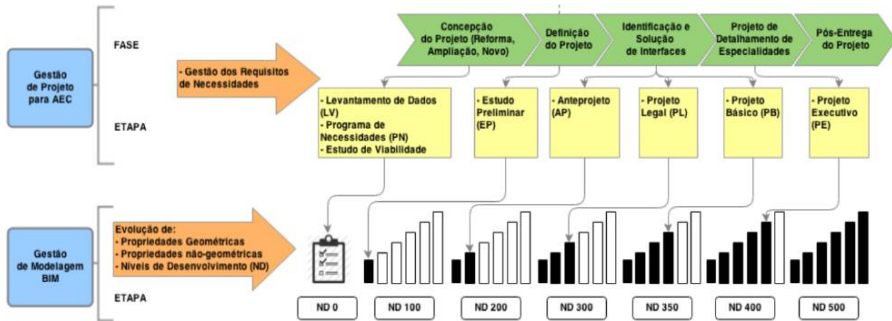 Gestão
de Projeto
para AEC
FASE
ETAPA
- Gestão dos Requisitos
de Necessidades
Concepção
do Projeto (Reforma,
Ampliação, Novo)
Definição
do Projeto
Identificação e
Solução
de Interfaces
Projeto de
Detalhamento de
Especialidades
Pós-Entrega
do Projeto
- Levantamento de Dados
(LV)
- Programa de
Necessidades (PN)
- Estudo de Viabilidade
- Estudo
Preliminar
(EP)
- Anteprojeto
(AP)
- Projeto
Legal (PL)
- Projeto
Básico (PB)
- Projeto
Executivo
(PE)
Gestão
de Modelagem
BIM
Evolução de:
- Propriedades Geométricas
- Propriedades não-geométricas
- Níveis de Desenvolvimento (ND)
ETAPA
ND 0
ND 100
ND 200
ND 300
ND 350
ND 400
ND 500